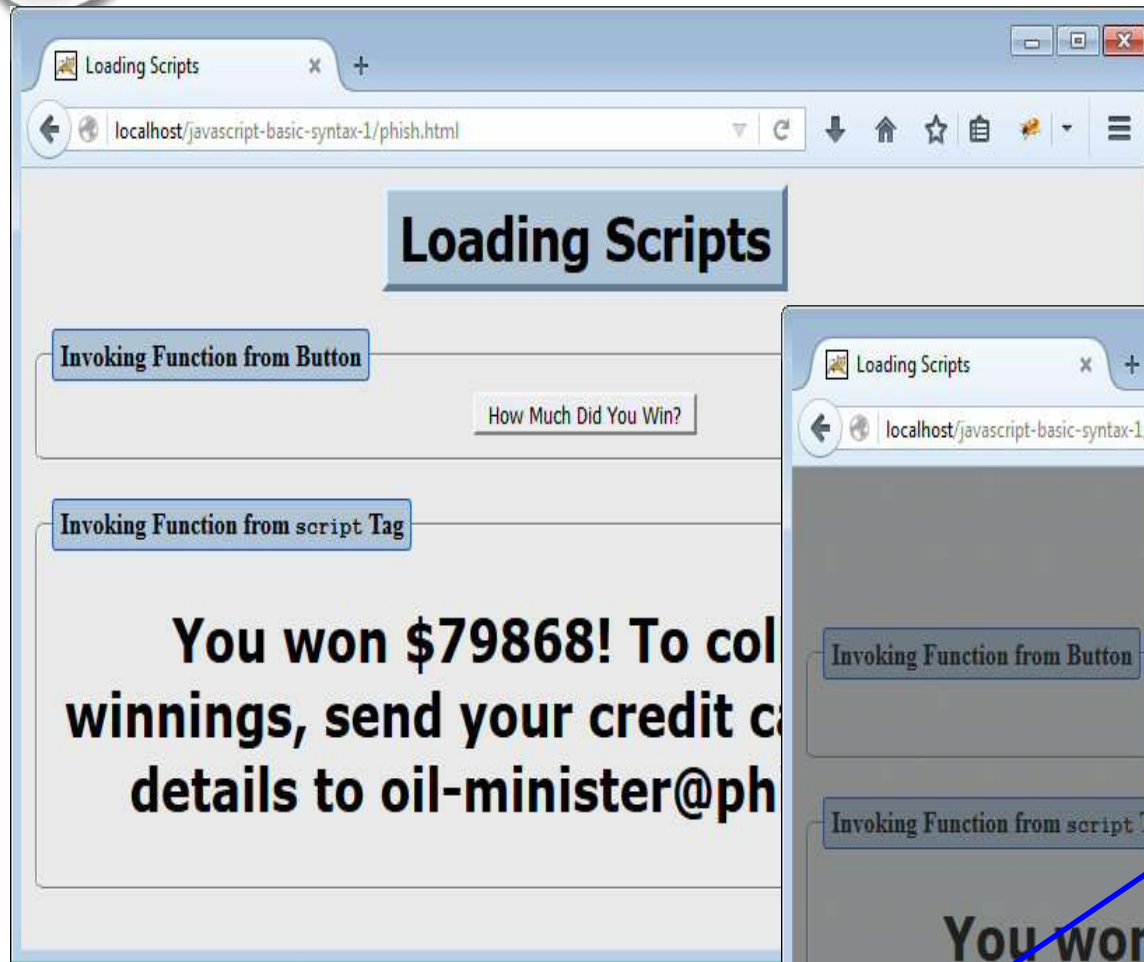 Loading Scripts
localhost/javascript-basic-syntax-1/phish.html
Loading Scripts
Invoking Function from Button
How Much Did You Win?
Invoking Function from script Tag
You won $79868! To col
winnings, send your credit
details to oil-minister@ph
Loading Scripts
localhost/javascript-basic-syntax-1
Invoking Function from Button
Invoking Function from script
You wor